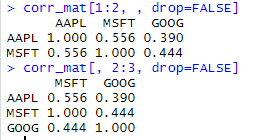 > corr_mat[1:2, , drop=FALSE]
      AAPL  MSFT  GOOG
AAPL 1.000 0.556 0.390
MSFT 0.556 1.000 0.444
> corr_mat[, 2:3, drop=FALSE]
      MSFT  GOOG
AAPL 0.556 0.390
MSFT 1.000 0.444
GOOG 0.444 1.000